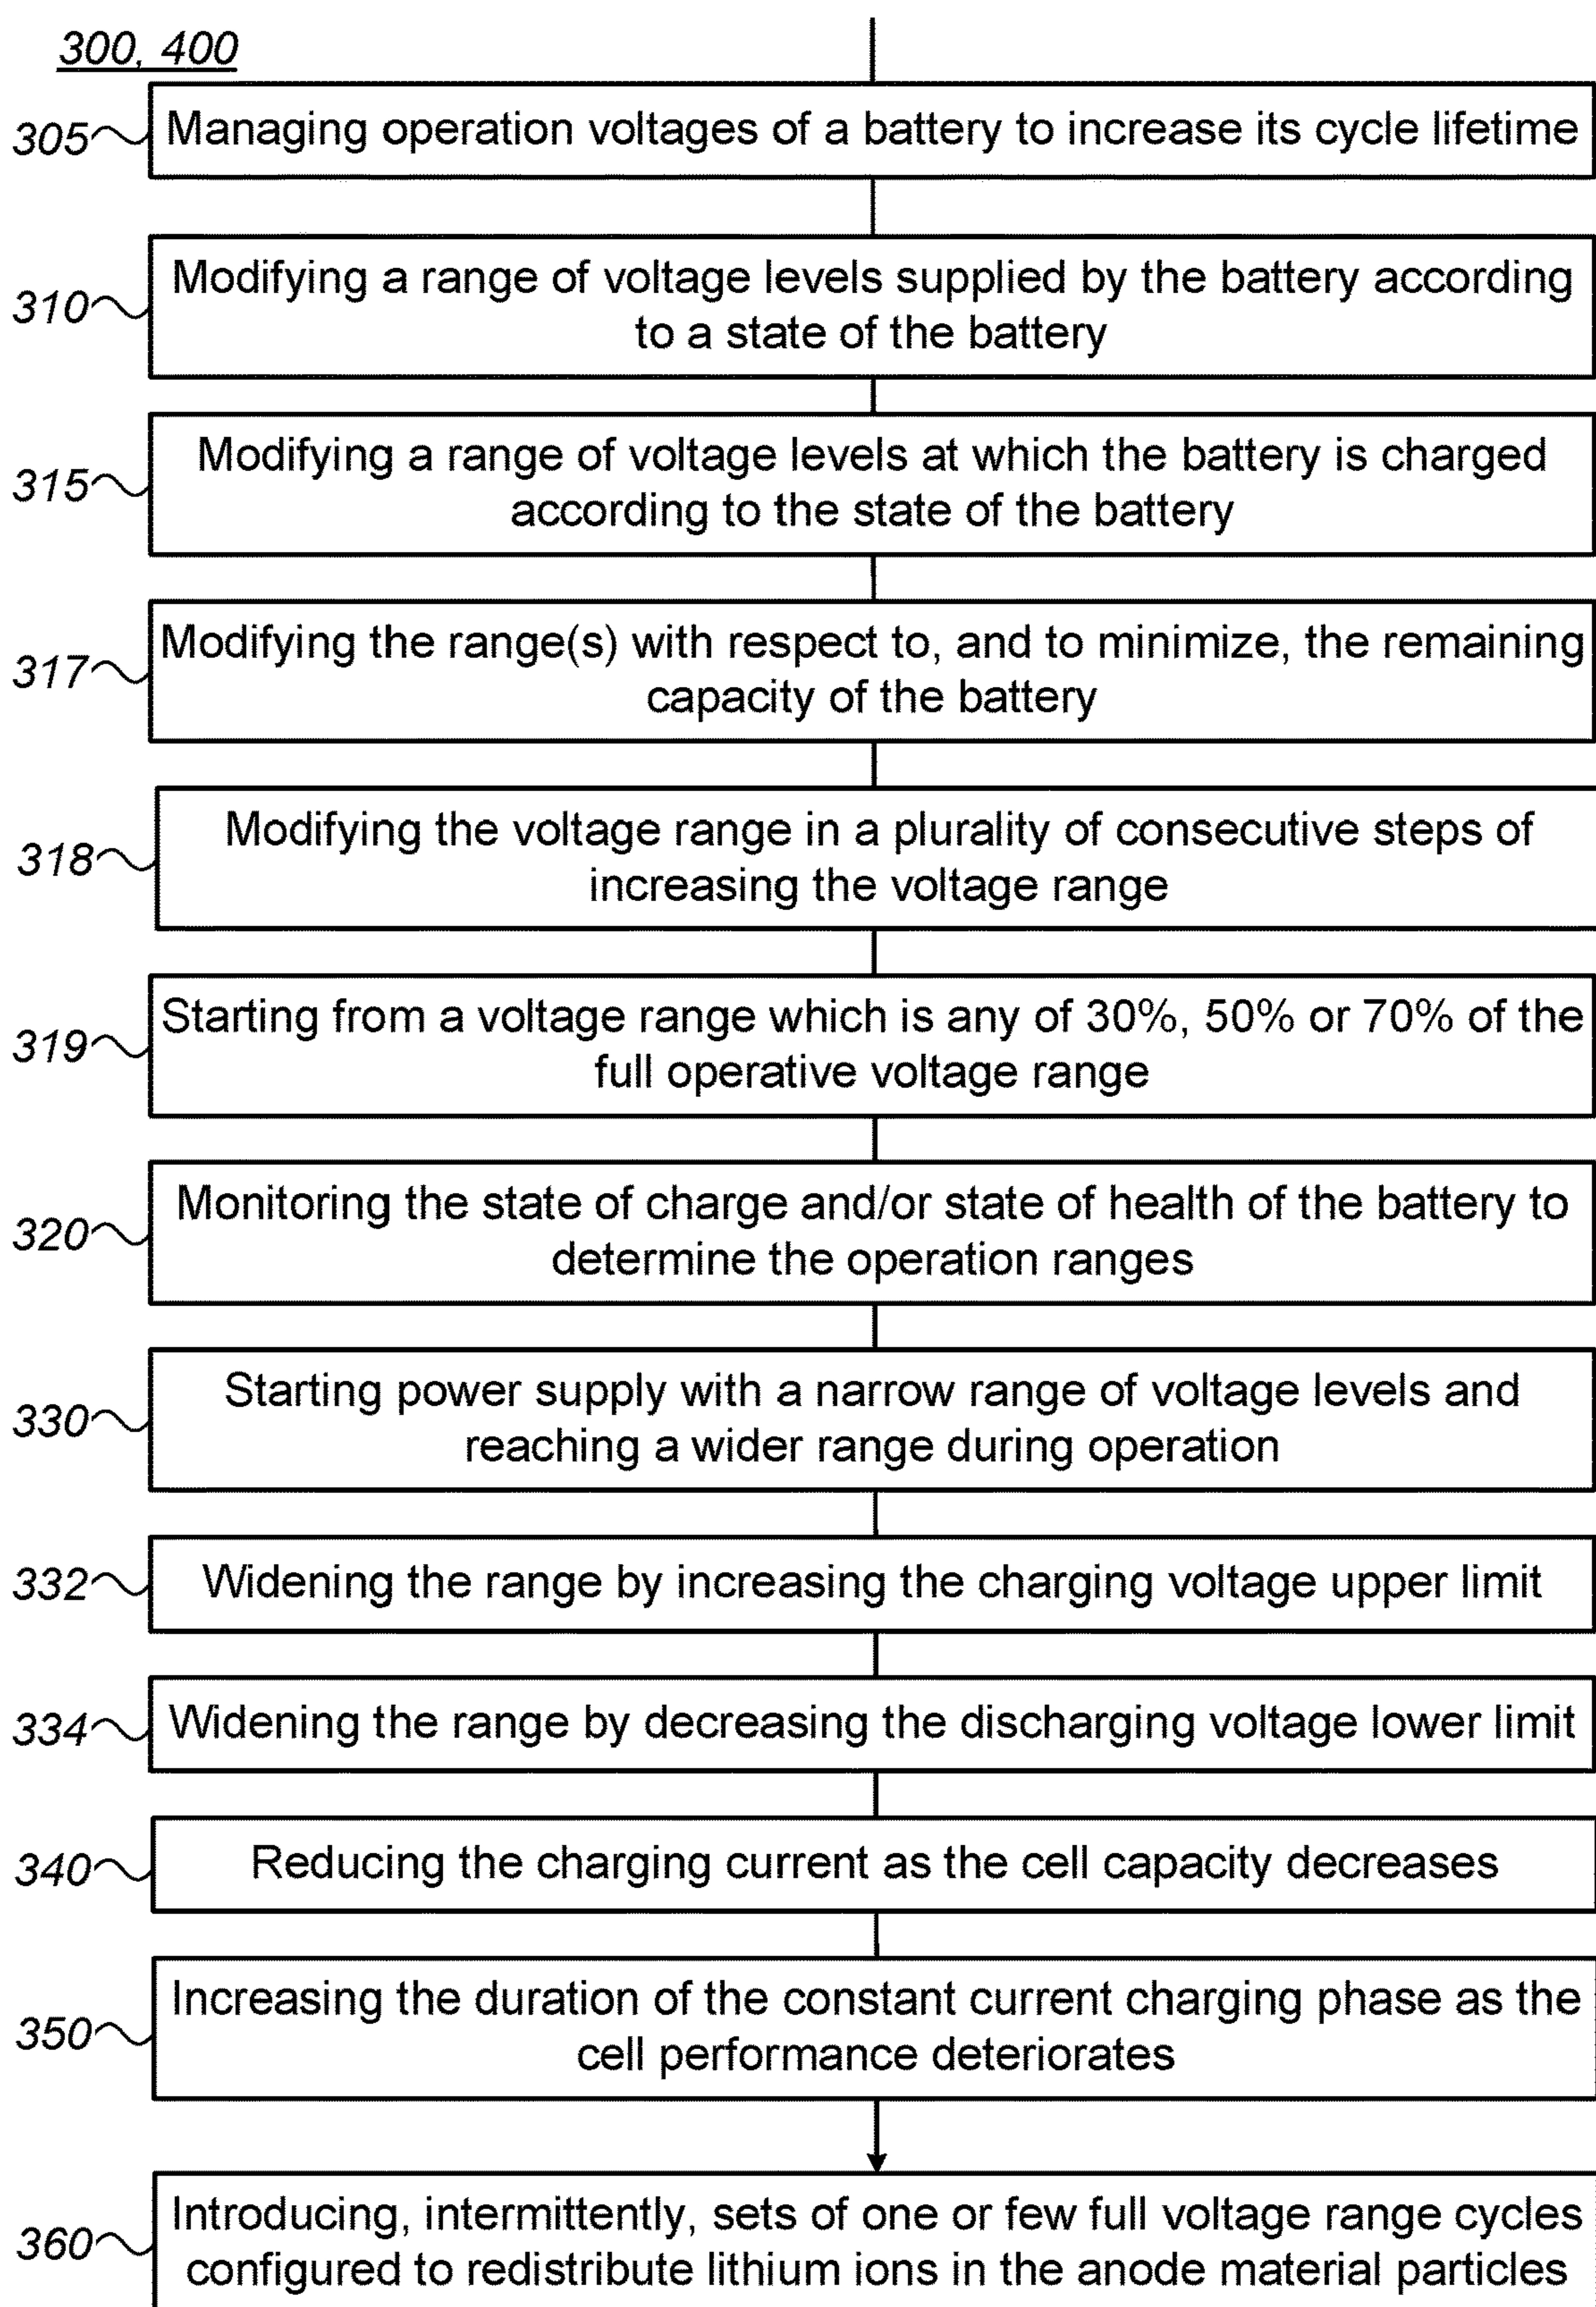 300, 400
305
Managing operation voltages of a battery to increase its cycle lifetime
310
Modifying a range of voltage levels supplied by the battery according
to a state of the battery
315
Modifying a range of voltage levels at which the battery is charged
according to the state of the battery
317
Modifying the range(s) with respect to, and to minimize, the remaining
capacity of the battery
318
Modifying the voltage range in a plurality of consecutive steps of
increasing the voltage range
319
Starting from a voltage range which is any of 30%, 50% or 70% of the
full operative voltage range
320
Monitoring the state of charge and/or state of health of the battery to
determine the operation ranges
330
Starting power supply with a narrow range of voltage levels and
reaching a wider range during operation
332
Widening the range by increasing the charging voltage upper limit
334
Widening the range by decreasing the discharging voltage lower limit
340
Reducing the charging current as the cell capacity decreases
350
Increasing the duration of the constant current charging phase as the
cell performance deteriorates
360
Introducing, intermittently, sets of one or few full voltage range cycles
configured to redistribute lithium ions in the anode material particles